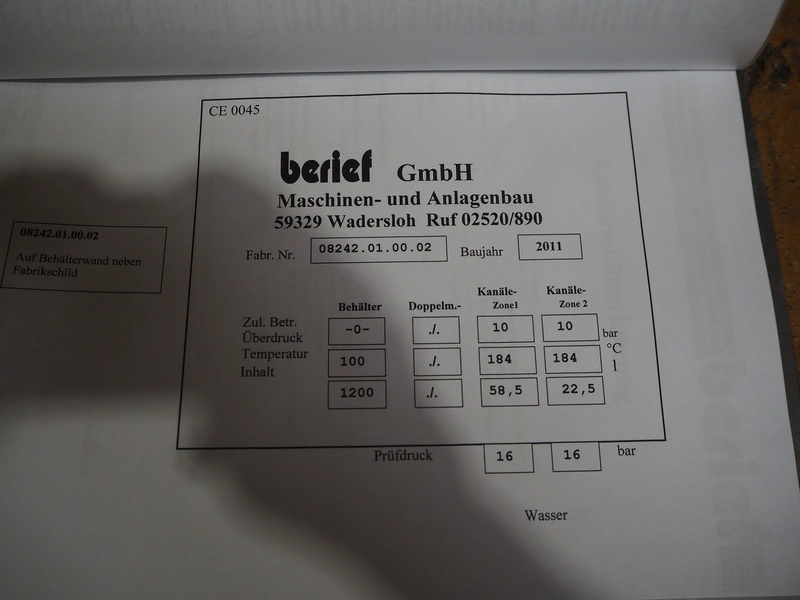 CE 0045
berief GmbH
Maschinen- und Anlagenbau
59329 Wadersloh Ruf 02520/890
08242.01.00.02
Auf Behälterwand neben
Fabrikschild
Fabr. Nr. 08242.01.00.02 Baujahr 2011
Behälter Doppelm.- Kanäle- Zone1 Kanäle- Zone 2
Zul. Betr.
Überdruck -0- ./. 10 10 bar
Temperatur 100 ./. 184 184 °C
Inhalt 1200 ./. 58,5 22,5 l
Prüfdruck 16 16 bar
Wasser